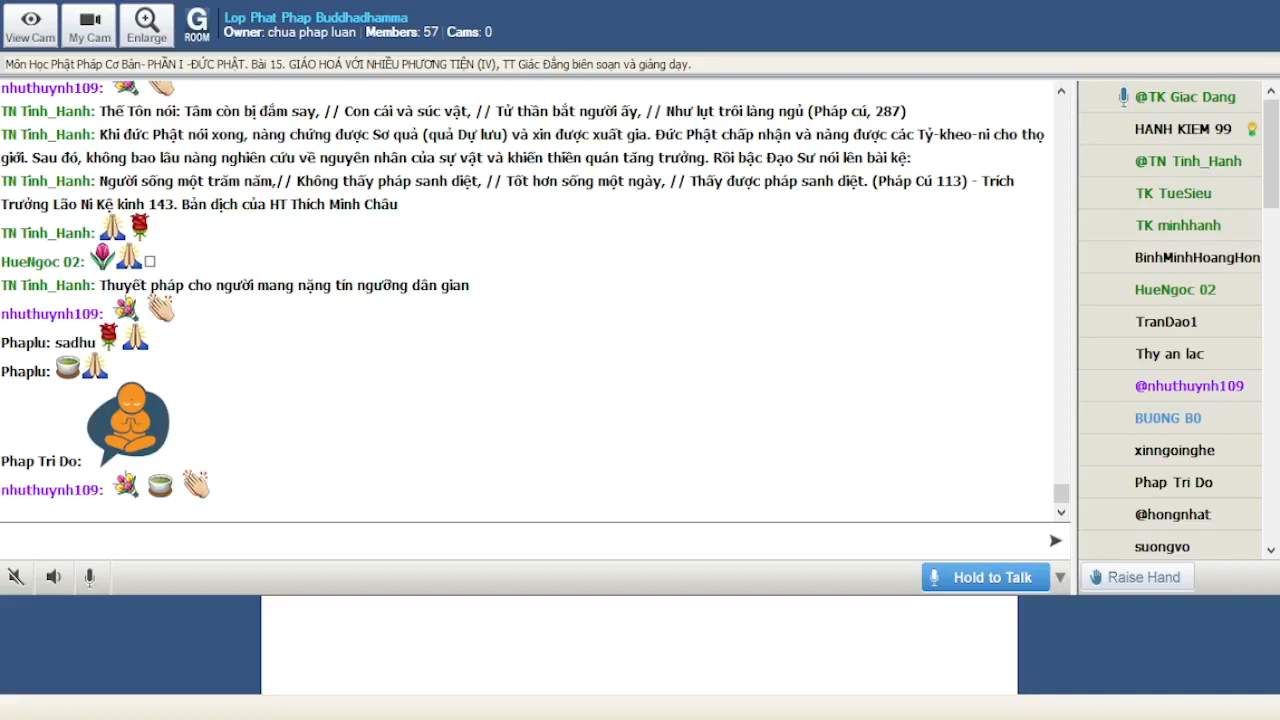 View Cam
My Cam
Enlarge
G
ROOM
Lop Phat Phap Buddhadhamma
Owner: chua phap luan | Members: 57 | Cams: 0
Môn Học Phật Pháp Cơ Bản- PHẦN I -ĐỨC PHẬT. Bài 15. GIÁO HOÁ VỚI NHIỀU PHƯƠNG TIỆN (IV), TT Giác Đẳng biên soạn và giảng dạy.
nhuthuynh109:
TN Tinh_Hanh: Thế Tôn nói: Tâm còn bị đắm say, // Con cái và súc vật, // Tử thần bắt người ấy, // Như lụt trôi làng ngủ (Pháp cú, 287)
TN Tinh_Hanh: Khi đức Phật nói xong, nàng chứng được Sơ quả (quả Dự lưu) và xin được xuất gia. Đức Phật chấp nhận và nàng được các Tỷ-kheo-ni cho thọ
giới. Sau đó, không bao lâu nàng nghiên cứu về nguyên nhân của sự vật và khiến thiền quán tăng trưởng. Rồi bậc Đạo Sư nói lên bài kệ:
TN Tinh_Hanh: Người sống một trăm năm,// Không thấy pháp sanh diệt, // Tốt hơn sống một ngày, // Thấy được pháp sanh diệt. (Pháp Cú 113) - Trích
Trưởng Lão Ni Kệ kinh 143. Bản dịch của HT Thích Minh Châu
TN Tinh_Hanh:
HueNgoc 02:
TN Tinh_Hanh: Thuyết pháp cho người mang nặng tín ngưỡng dân gian
nhuthuynh109:
Phaplu: sadhu
Phaplu:
Phap Tri Do:
nhuthuynh109:
@TK Giac Dang
HANH KIEM 99
@TN Tinh_Hanh
TK TueSieu
TK minhhanh
BinhMinhHoangHon
HueNgoc 02
TranDao1
Thy an lac
@nhuthuynh109
BU0NG B0
xinngoinghe
Phap Tri Do
@hongnhat
suongvo
Hold to Talk
Raise Hand